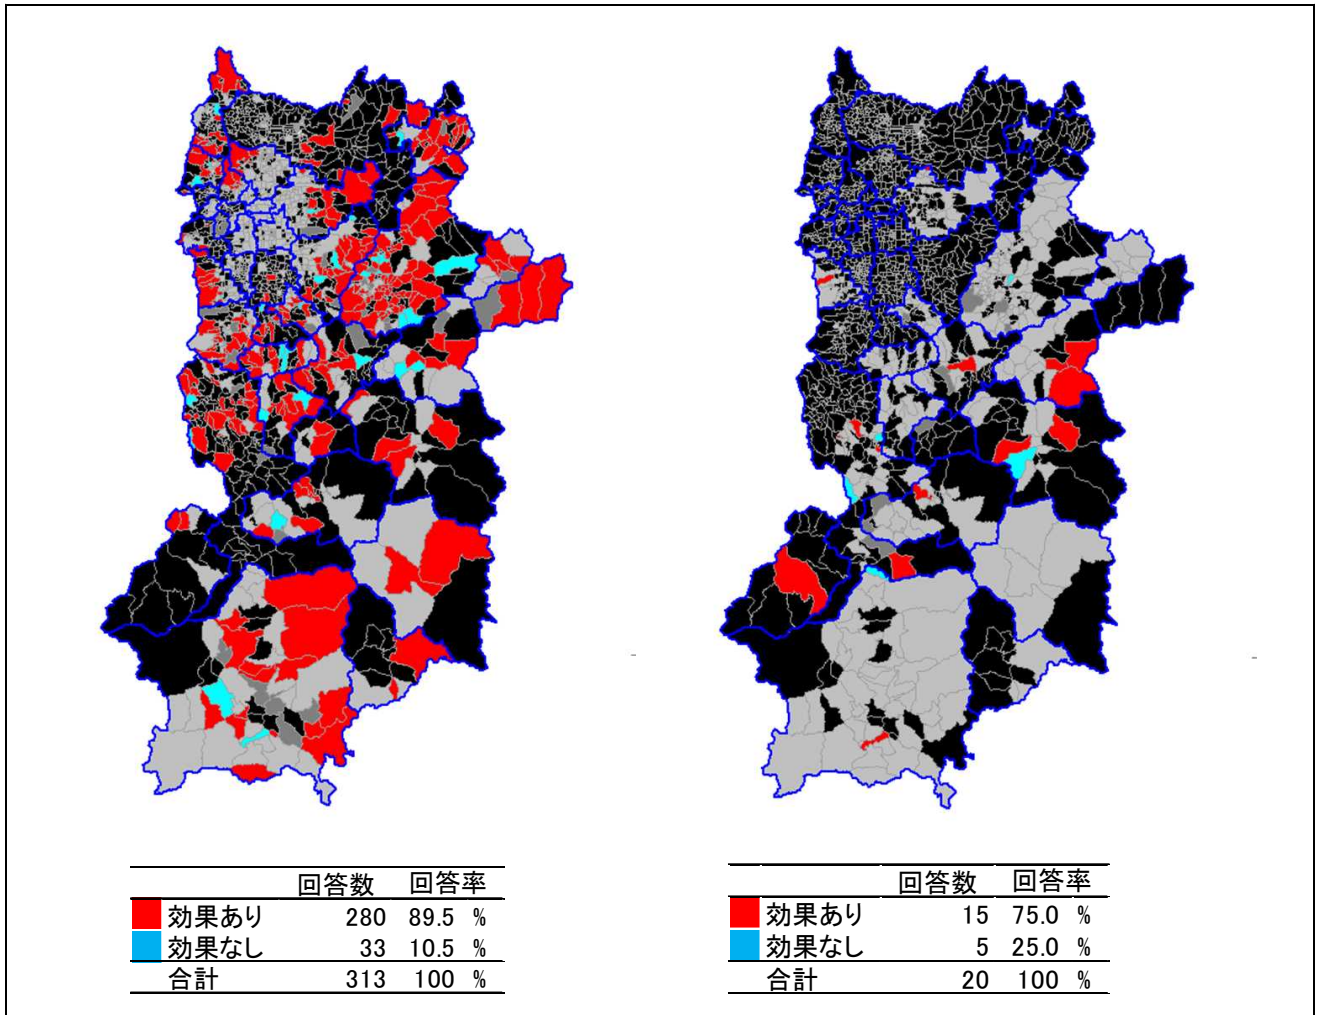 回答数 回答率
効果あり 280 89.5 %
効果なし 33 10.5 %
合計 313 100 %
回答数 回答率
効果あり 15 75.0 %
効果なし 5 25.0 %
合計 20 100 %